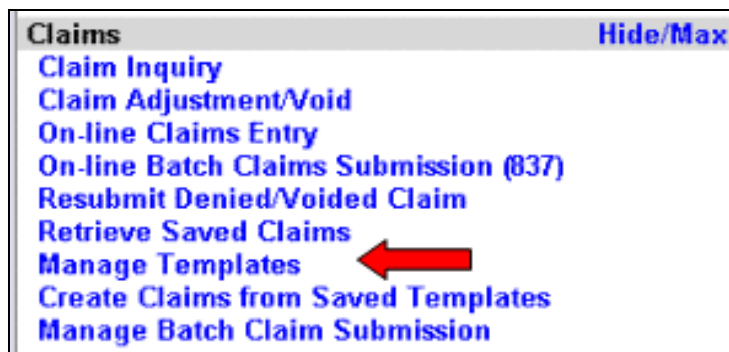 Claims Hide/Max
Claim Inquiry
Claim Adjustment/Void
On-line Claims Entry
On-line Batch Claims Submission (837)
Resubmit Denied/Voided Claim
Retrieve Saved Claims
Manage Templates
Create Claims from Saved Templates
Manage Batch Claim Submission